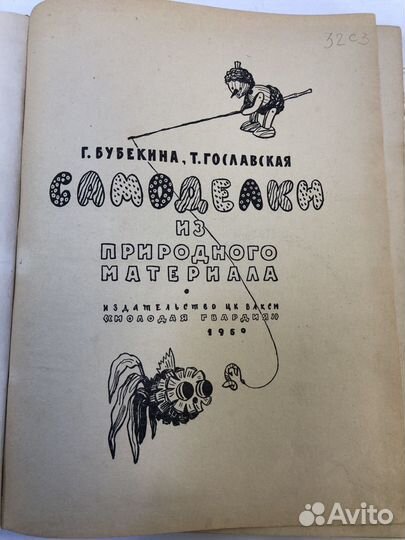 32с3
Г. БУБЕКИНА, Т. ГОСЛАВСКАЯ
САМОДЕЛКИ
ИЗ
ПРИРОДНОГО
МАТЕРИАЛА
ИЗДАТЕЛЬСТВО ЦК ВЛКСМ
«МОЛОДАЯ ГВАРДИЯ»
1960
Avito